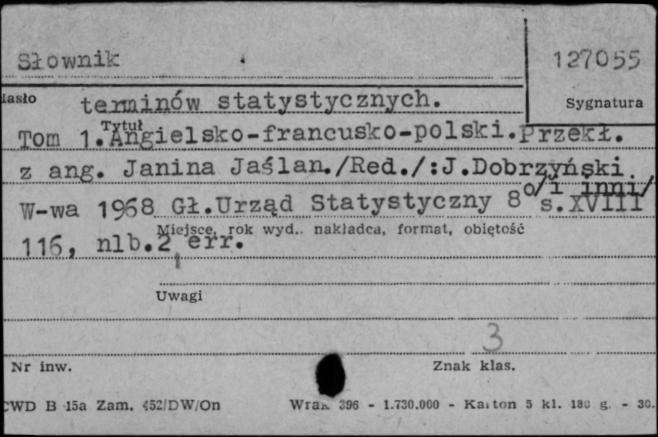 Słownik
127055
iasło
terminów statystycznych.
Sygnatura
Tytuł
Tom 1. Angielsko-francusko-polski. Przekł.
z ang. Janina Jaślan./Red./:J.Dobrzyński
/i inni/
W-wa 1968 Gł.Urząd Statystyczny 8° s.XVIII
Miejsce, rok wyd., nakładca, format, objętość
116, nlb.2 err.
Uwagi
3
Nr inw.
Znak klas.
CWD B 15a Zam. 452/DW/On Wrak 396 - 1.730.000 - Karton 5 kl. 180 g. - 30.